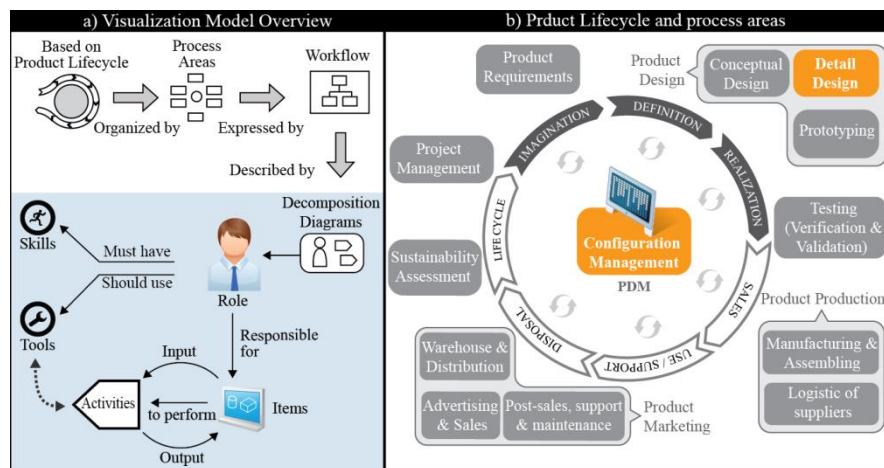 a) Visualization Model Overview
Based on
Product Lifecycle
Process
Areas
Workflow
Organized by
Expressed by
Described by
Decomposition
Diagrams
Skills
Must have
Should use
Tools
Role
Responsible
for
Input
Activities
to perform
Items
Output
b) Prduct Lifecycle and process areas
Product
Requirements
Product
Design
Conceptual
Design
Detail
Design
Prototyping
Project
Management
IMAGINATION
DEFINITION
REALIZATION
SALES
USE / SUPPORT
DISPOSAL
LIFE CYCLE
Configuration
Management
PDM
Testing
(Verification &
Validation)
Sustainability
Assessment
Product Production
Manufacturing &
Assembling
Logistic of
suppliers
Warehouse &
Distribution
Advertising
& Sales
Post-sales, support
& maintenance
Product
Marketing